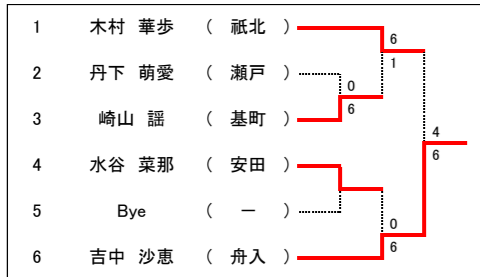 1 木村 華歩 ( 祇北 )
6
1
2 丹下 萌愛 ( 瀬戸 )
0
6
3 崎山 謡 ( 基町 )
4
6
4 水谷 菜那 ( 安田 )
5 Bye ( ー )
0
6
6 吉中 沙恵 ( 舟入 )